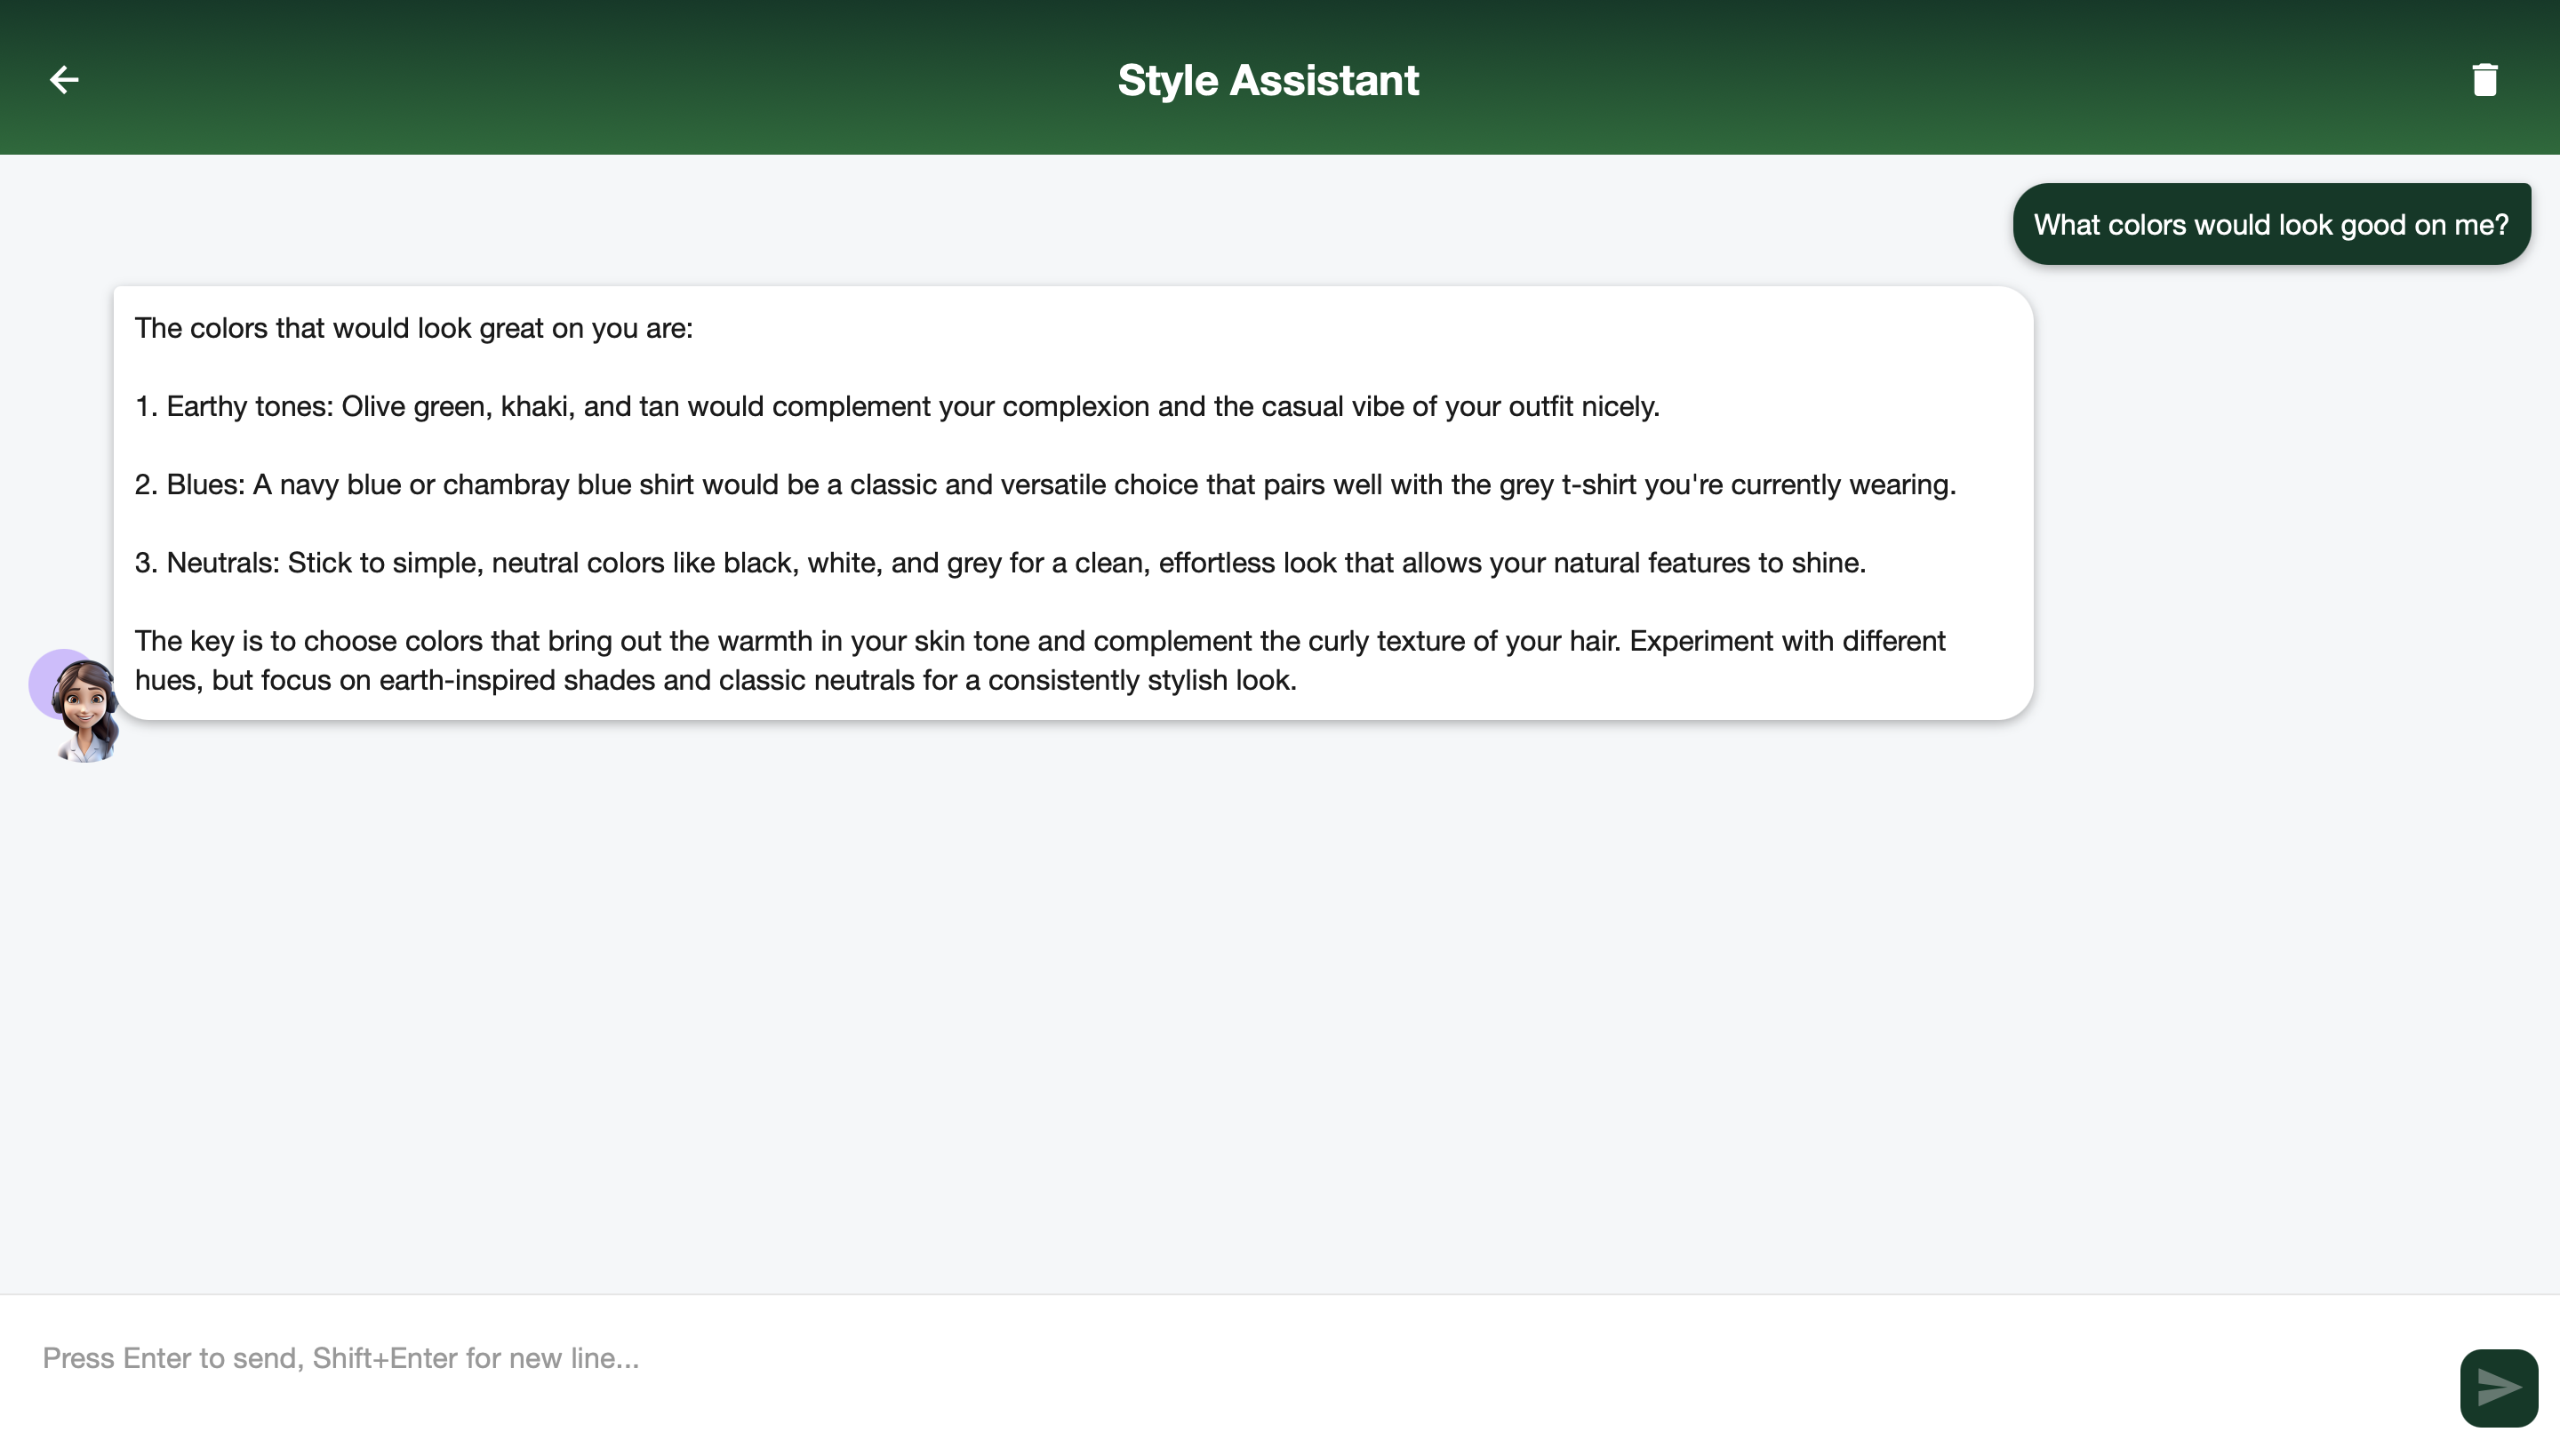 Style Assistant
What colors would look good on me?
The colors that would look great on you are:
1. Earthy tones: Olive green, khaki, and tan would complement your complexion and the casual vibe of your outfit nicely.
2. Blues: A navy blue or chambray blue shirt would be a classic and versatile choice that pairs well with the grey t-shirt you're currently wearing.
3. Neutrals: Stick to simple, neutral colors like black, white, and grey for a clean, effortless look that allows your natural features to shine.
The key is to choose colors that bring out the warmth in your skin tone and complement the curly texture of your hair. Experiment with different
hues, but focus on earth-inspired shades and classic neutrals for a consistently stylish look.
Press Enter to send, Shift+Enter for new line...